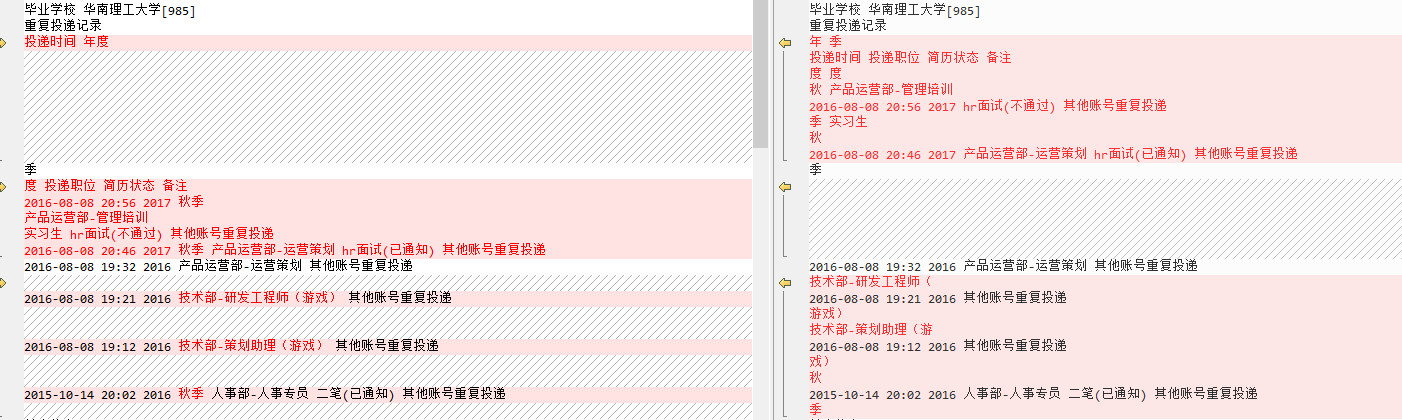 毕业学校 华南理工大学[985]
重复投递记录
投递时间 年度
季
度 投递职位 简历状态 备注
2016-08-08 20:56 2017 秋季
产品运营部-管理培训
实习生 hr面试(不通过) 其他账号重复投递
2016-08-08 20:46 2017 秋季 产品运营部-运营策划 hr面试(已通知) 其他账号重复投递
2016-08-08 19:32 2016 产品运营部-运营策划 其他账号重复投递
2016-08-08 19:21 2016 技术部-研发工程师（游戏） 其他账号重复投递
2016-08-08 19:12 2016 技术部-策划助理（游戏） 其他账号重复投递
2015-10-14 20:02 2016 秋季 人事部-人事专员 二笔(已通知) 其他账号重复投递
毕业学校 华南理工大学[985]
重复投递记录
年 季
投递时间 投递职位 简历状态 备注
度 度
秋 产品运营部-管理培训
2016-08-08 20:56 2017 hr面试(不通过) 其他账号重复投递
季 实习生
秋
2016-08-08 20:46 2017 产品运营部-运营策划 hr面试(已通知) 其他账号重复投递
季
2016-08-08 19:32 2016 产品运营部-运营策划 其他账号重复投递
技术部-研发工程师（
2016-08-08 19:21 2016 其他账号重复投递
游戏）
技术部-策划助理（游
2016-08-08 19:12 2016 其他账号重复投递
戏）
秋
2015-10-14 20:02 2016 人事部-人事专员 二笔(已通知) 其他账号重复投递
季